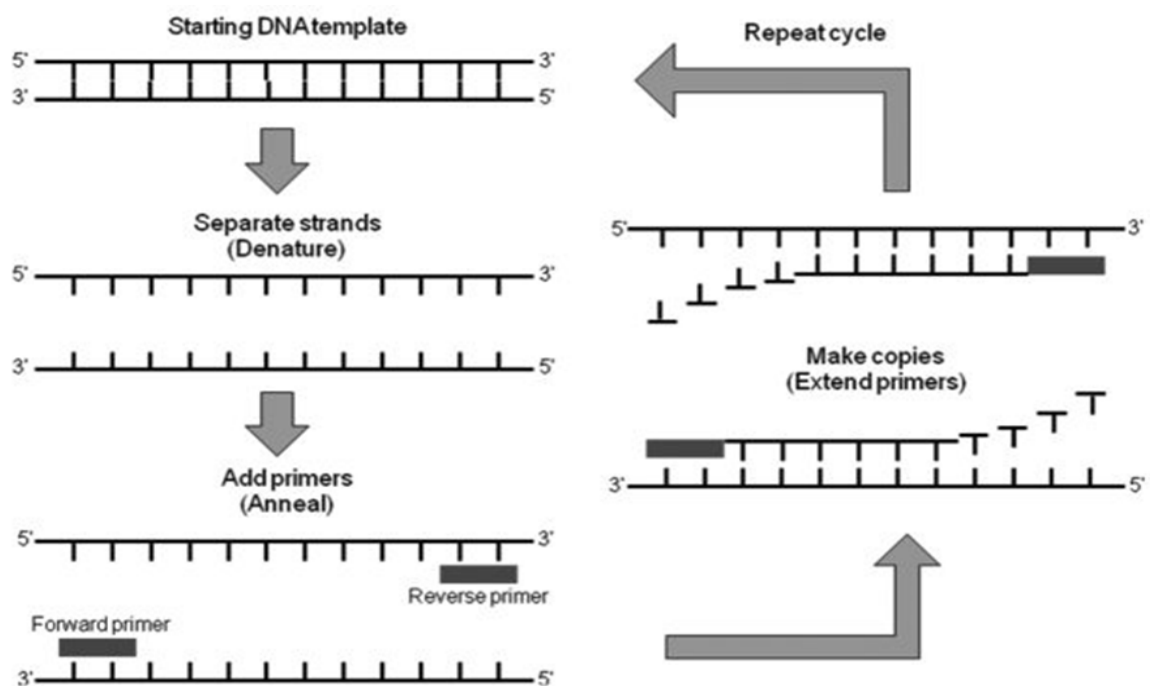 Starting DNA template
5' 3'
3' 5'
Separate strands
(Denature)
5' 3'
3' 5'
Add primers
(Anneal)
5' 3'
Reverse primer
Forward primer
3' 5'
Repeat cycle
5' 3'
Make copies
(Extend primers)
3' 5'